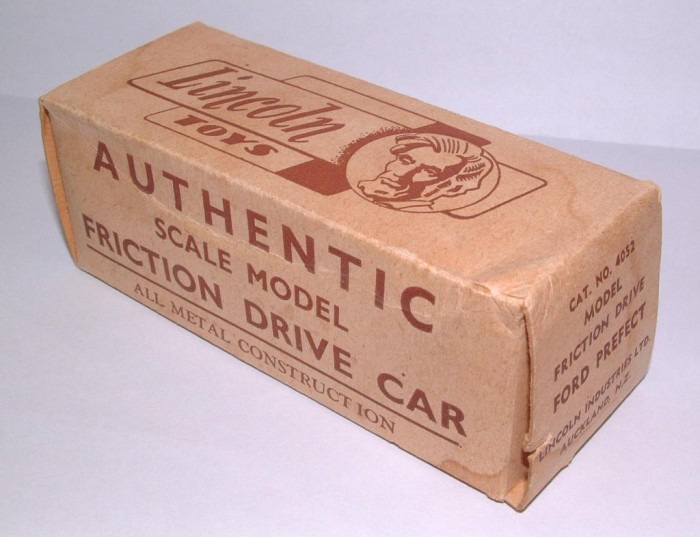 Lincoln
TOYS
AUTHENTIC
SCALE MODEL
FRICTION DRIVE CAR
ALL METAL CONSTRUCTION
CAT. NO. 4052
MODEL
FRICTION DRIVE
FORD PREFECT
LINCOLN INDUSTRIES LTD.
AUCKLAND, N.Z.